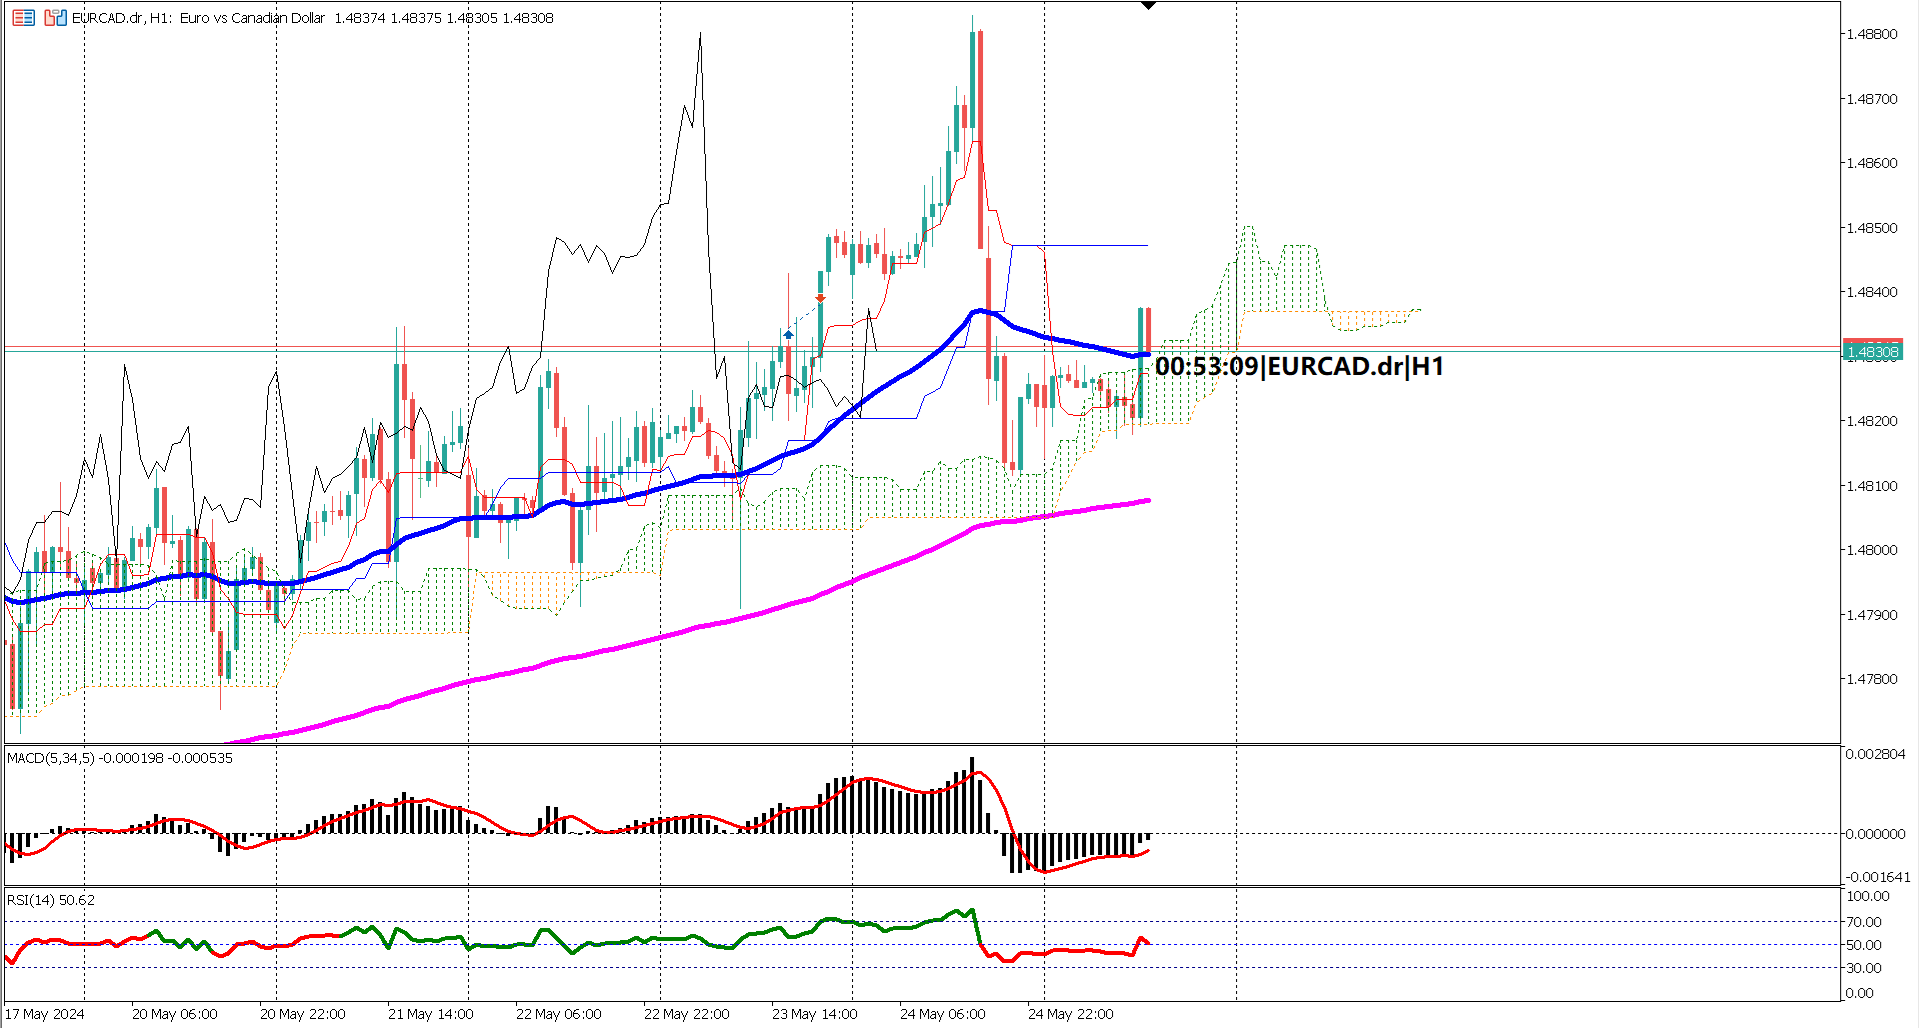 EURCAD.dr, H1: Euro vs Canadian Dollar 1.48374 1.48375 1.48305 1.48308
1.48800
1.48700
1.48600
1.48500
1.48400
1.48308
00:53:09|EURCAD.dr|H1
1.48200
1.48100
1.48000
1.47900
1.47800
MACD(5,34,5) -0.000198 -0.000535
0.002804
0.000000
-0.001641
RSI(14) 50.62
100.00
70.00
50.00
30.00
0.00
17 May 2024
20 May 06:00
20 May 22:00
21 May 14:00
22 May 06:00
22 May 22:00
23 May 14:00
24 May 06:00
24 May 22:00